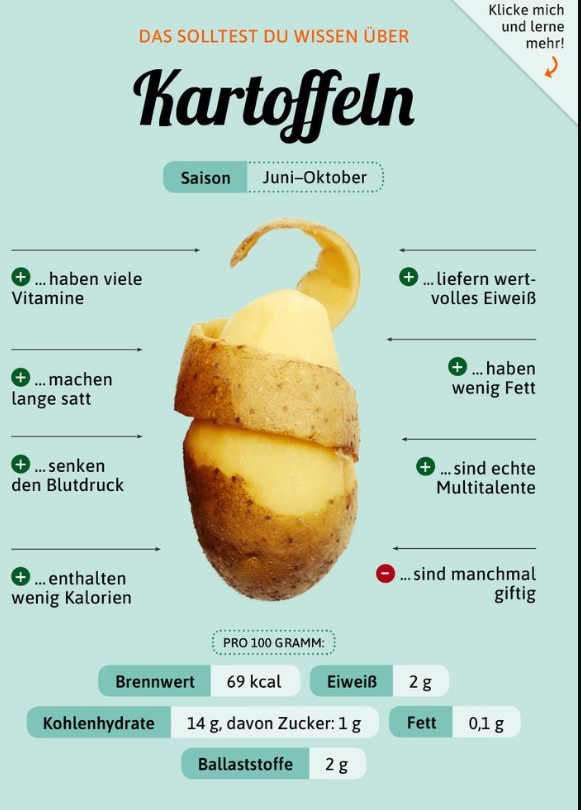 Klicke mich
und lerne
mehr!
DAS SOLLTEST DU WISSEN ÜBER
Kartoffeln
Saison Juni–Oktober
+ ...haben viele
Vitamine
+ ...liefern wert-
volles Eiweiß
+ ...machen
lange satt
+ ...haben
wenig Fett
+ ...senken
den Blutdruck
+ ...sind echte
Multitalente
+ ...enthalten
wenig Kalorien
− ...sind manchmal
giftig
PRO 100 GRAMM:
Brennwert 69 kcal Eiweiß 2 g
Kohlenhydrate 14 g, davon Zucker: 1 g Fett 0,1 g
Ballaststoffe 2 g